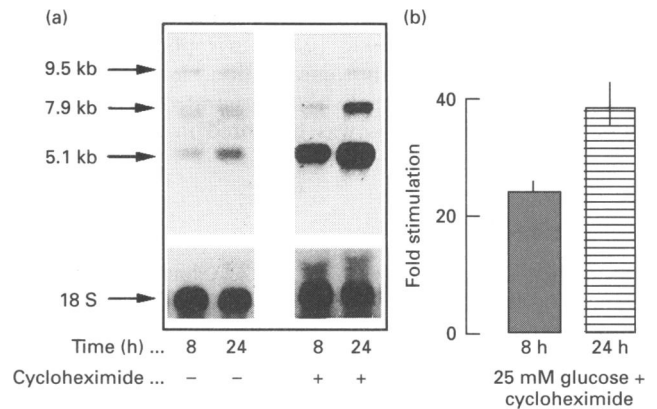 (a)
(b)
9.5 kb
7.9 kb
5.1 kb
18 S
Time (h) ... 8 24 8 24
Cycloheximide ... – – + +
Fold stimulation
40
20
0
8 h 24 h
25 mM glucose +
cycloheximide